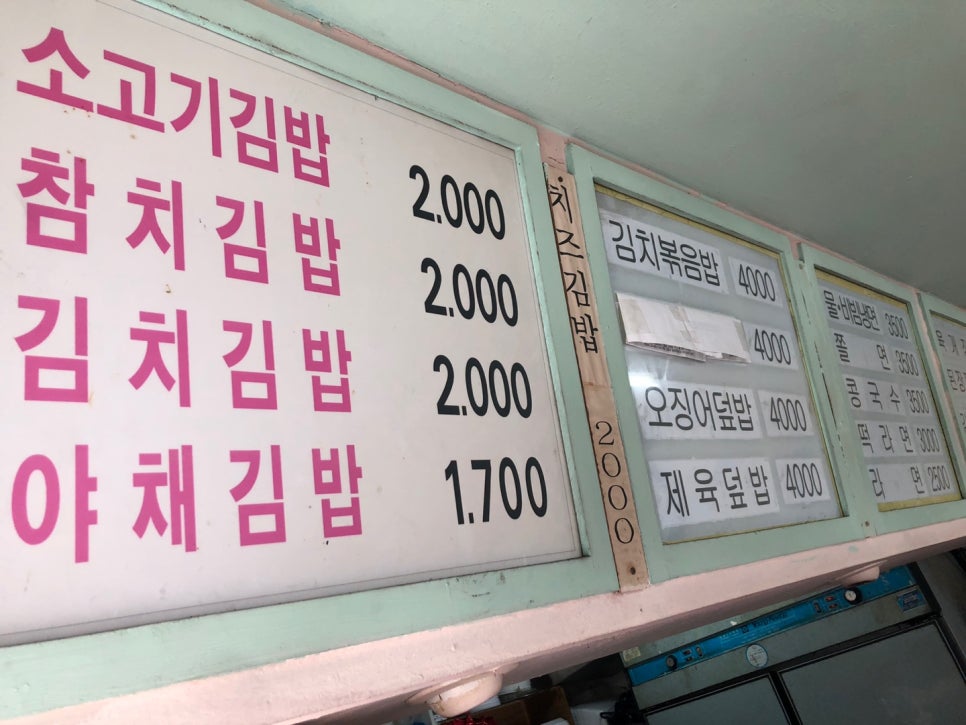 소고기김밥 2.000
참치김밥 2.000
김치김밥 2.000
야채김밥 1.700
치즈김밥 2000
김치볶음밥 4000
4000
오징어덮밥 4000
제육덮밥 4000
물·비빔냉면 3500
쫄면 3500
콩국수 3500
떡라면 3000
라면 2500